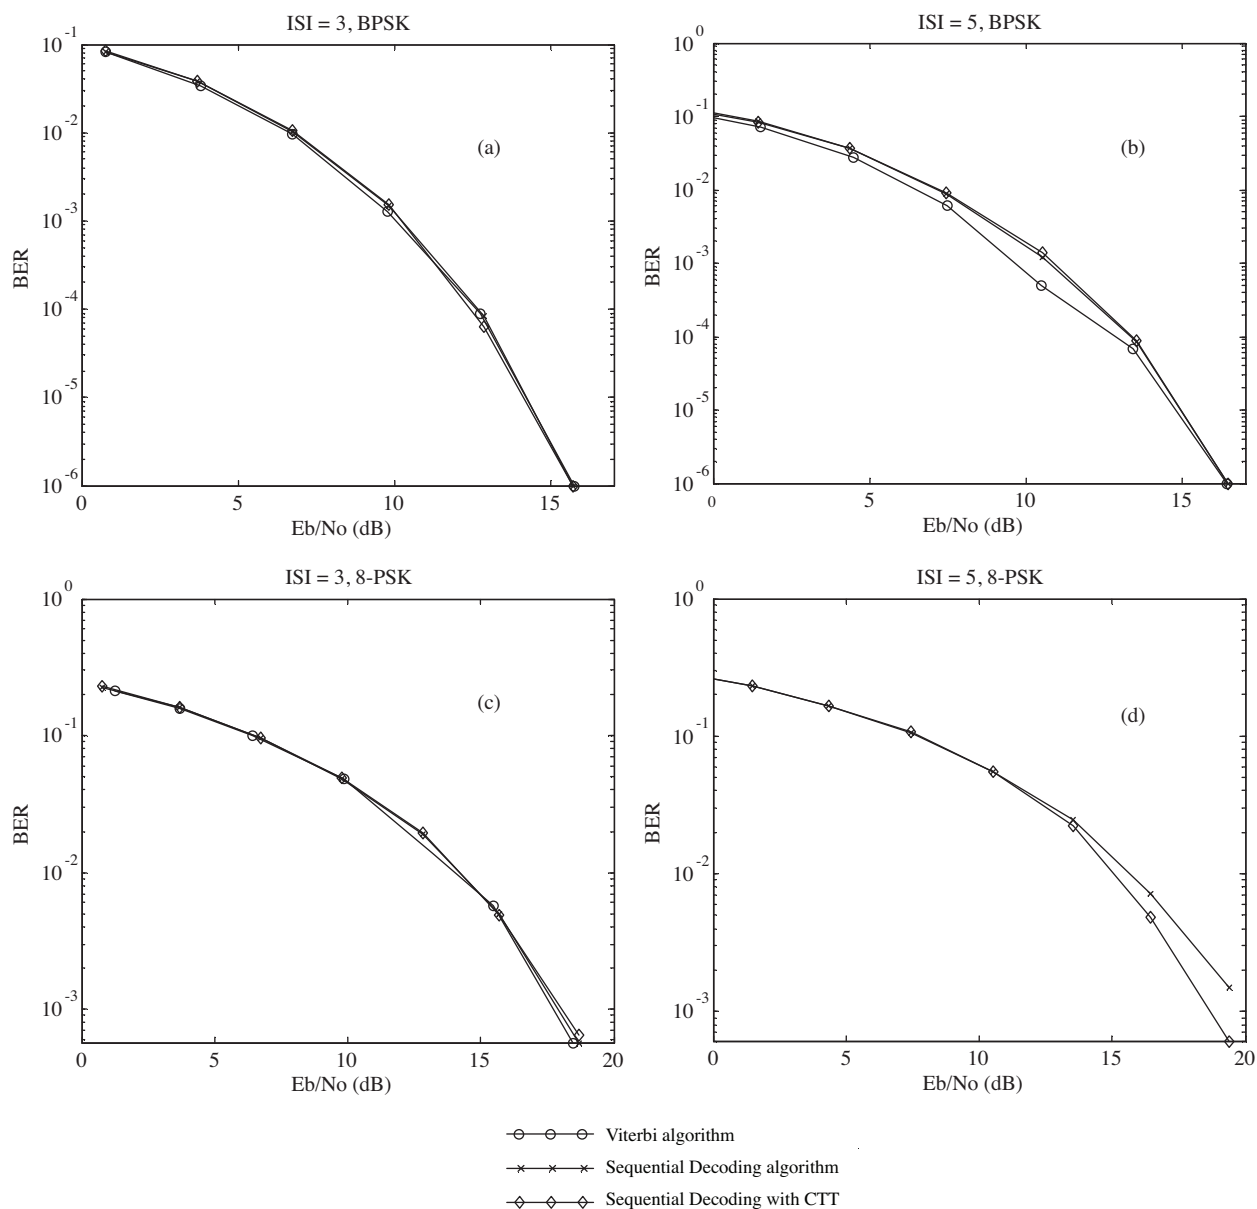 ISI = 3, BPSK
10^-1
10^-2
10^-3
10^-4
10^-5
10^-6
BER
(a)
0 5 10 15
Eb/No (dB)
ISI = 5, BPSK
10^0
10^-1
10^-2
10^-3
10^-4
10^-5
10^-6
BER
(b)
0 5 10 15
Eb/No (dB)
ISI = 3, 8-PSK
10^0
10^-1
10^-2
10^-3
BER
(c)
0 5 10 15 20
Eb/No (dB)
ISI = 5, 8-PSK
10^0
10^-1
10^-2
10^-3
BER
(d)
0 5 10 15 20
Eb/No (dB)
Viterbi algorithm
Sequential Decoding algorithm
Sequential Decoding with CTT